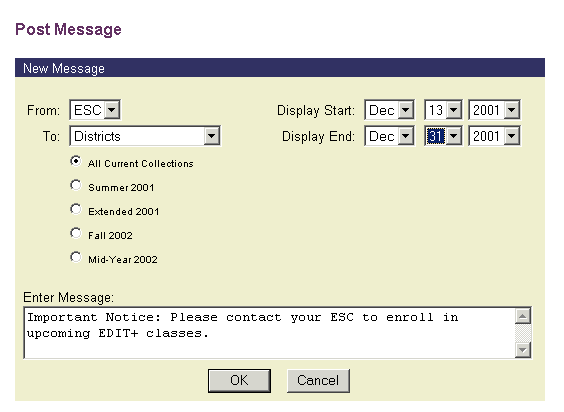 Post Message
New Message
From: ESC Display Start: Dec 13 2001
To: Districts Display End: Dec 31 2001
All Current Collections
Summer 2001
Extended 2001
Fall 2002
Mid-Year 2002
Enter Message:
Important Notice: Please contact your ESC to enroll in
upcoming EDIT+ classes.
OK Cancel